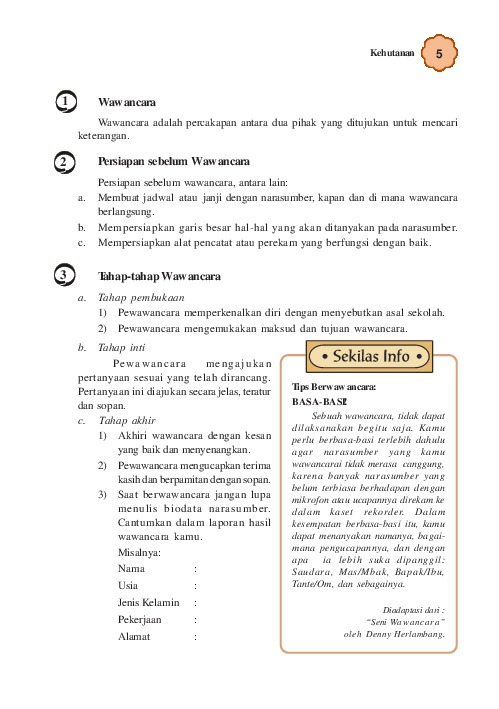 Kehutanan 5
1 Wawancara
Wawancara adalah percakapan antara dua pihak yang ditujukan untuk mencari
keterangan.
2 Persiapan sebelum Wawancara
Persiapan sebelum wawancara, antara lain:
a. Membuat jadwal atau janji dengan narasumber, kapan dan di mana wawancara
berlangsung.
b. Mempersiapkan garis besar hal-hal yang akan ditanyakan pada narasumber.
c. Mempersiapkan alat pencatat atau perekam yang berfungsi dengan baik.
3 Tahap-tahap Wawancara
a. Tahap pembukaan
1) Pewawancara memperkenalkan diri dengan menyebutkan asal sekolah.
2) Pewawancara mengemukakan maksud dan tujuan wawancara.
b. Tahap inti
Pewawancara mengajukan
pertanyaan sesuai yang telah dirancang.
Pertanyaan ini diajukan secara jelas, teratur
dan sopan.
c. Tahap akhir
1) Akhiri wawancara dengan kesan
yang baik dan menyenangkan.
2) Pewawancara mengucapkan terima
kasih dan berpamitan dengan sopan.
3) Saat berwawancara jangan lupa
menulis biodata narasumber.
Cantumkan dalam laporan hasil
wawancara kamu.
Misalnya:
Nama :
Usia :
Jenis Kelamin :
Pekerjaan :
Alamat :
• Sekilas Info •
Tips Berwawancara:
BASA-BASI!
Sebuah wawancara, tidak dapat
dilaksanakan begitu saja. Kamu
perlu berbasa-basi terlebih dahulu
agar narasumber yang kamu
wawancarai tidak merasa canggung,
karena banyak narasumber yang
belum terbiasa berhadapan dengan
mikrofon atau ucapannya direkam ke
dalam kaset rekorder. Dalam
kesempatan berbasa-basi itu, kamu
dapat menanyakan namanya, bagai-
mana pengucapannya, dan dengan
apa ia lebih suka dipanggil:
Saudara, Mas/Mbak, Bapak/Ibu,
Tante/Om, dan sebagainya.
Diadaptasi dari :
"Seni Wawancara"
oleh Denny Herlambang.